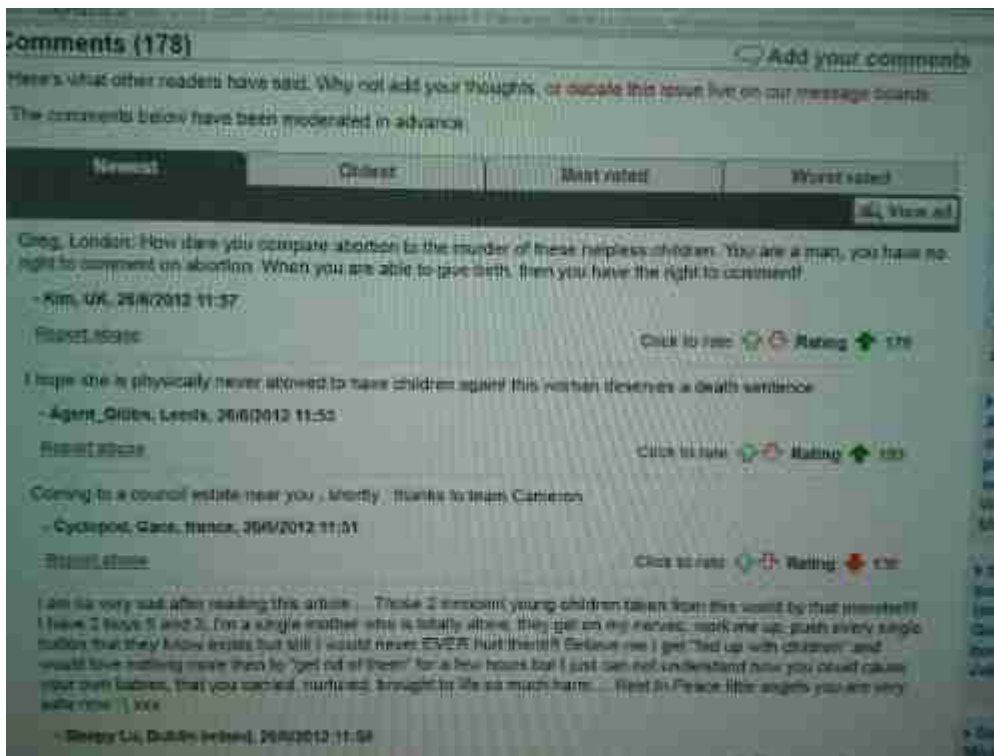 Comments (178)
Add your comments
Here's what other readers have said. Why not add your thoughts, or debate this issue live on our message boards.
The comments below have been moderated in advance.
Newest
Oldest
Most rated
Worst rated
View all
Greg, London: How dare you compare abortion to the murder of these helpless children. You are a man, you have no
right to comment on abortion. When you are able to give birth, then you have the right to comment!
- Kim, UK, 26/6/2012 11:57
Report abuse
Click to rate Rating
I hope she is physically never allowed to have children again! this woman deserves a death sentence
- Agent_Gibbs, Leeds, 26/6/2012 11:53
Report abuse
Click to rate Rating
Coming to a council estate near you , shortly , thanks to team Cameron
- Cyclopod, 26/6/2012 11:51
Report abuse
Click to rate Rating
I am so very sad after reading this article.... Those 2 innocent young children taken from this world by that monster!!!
I have 2 boys 5 and 3, I'm a single mother who is totally alone, they get on my nerves, work me up, push every single
button that they know exists but still I would never EVER hurt them!!! Believe me I get "fed up with children" and
would love nothing more then to "get rid of them" for a few hours but I just can not understand how you could cause
your own babies, that you carried, nurtured, brought to life so much harm.... Rest In Peace little angels you are very
safe now xxx
- Sleepy Lu, Dublin Ireland, 26/6/2012 11:50